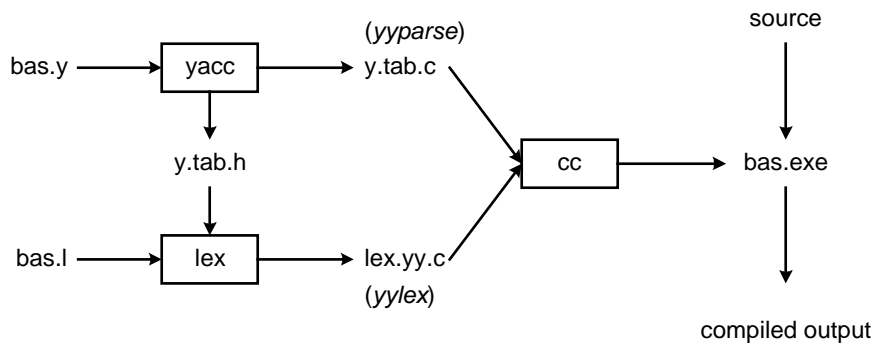 source
(yyparse)
bas.y
yacc
y.tab.c
y.tab.h
cc
bas.exe
bas.l
lex
lex.yy.c
(yylex)
compiled output